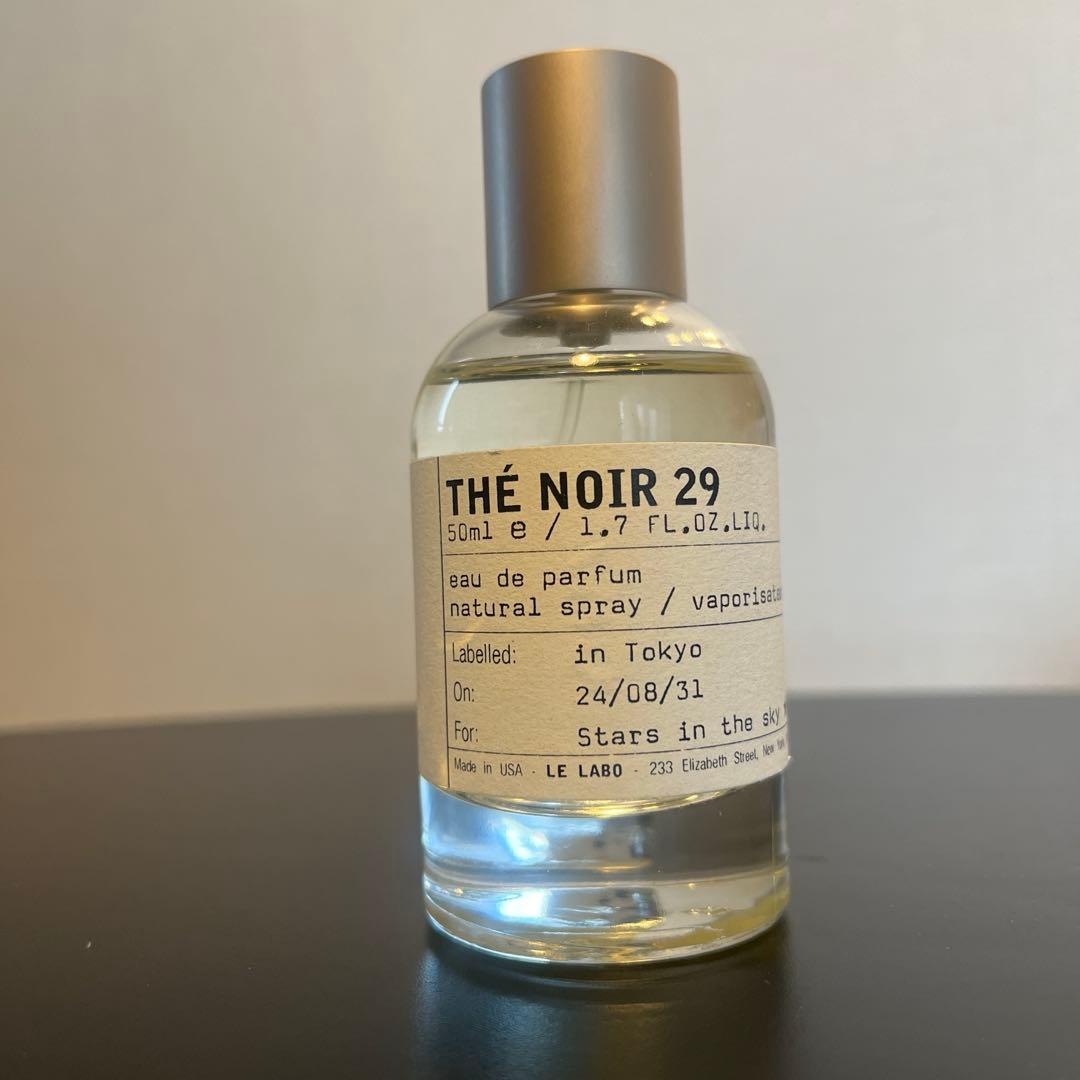 THÉ NOIR 29
50ml e / 1.7 FL.OZ.LIQ.
eau de parfum
natural spray /
Labelled: in Tokyo
On: 24/08/31
For: Stars in the sky
Made in USA - LE LABO - 233 Elizabeth Street, New